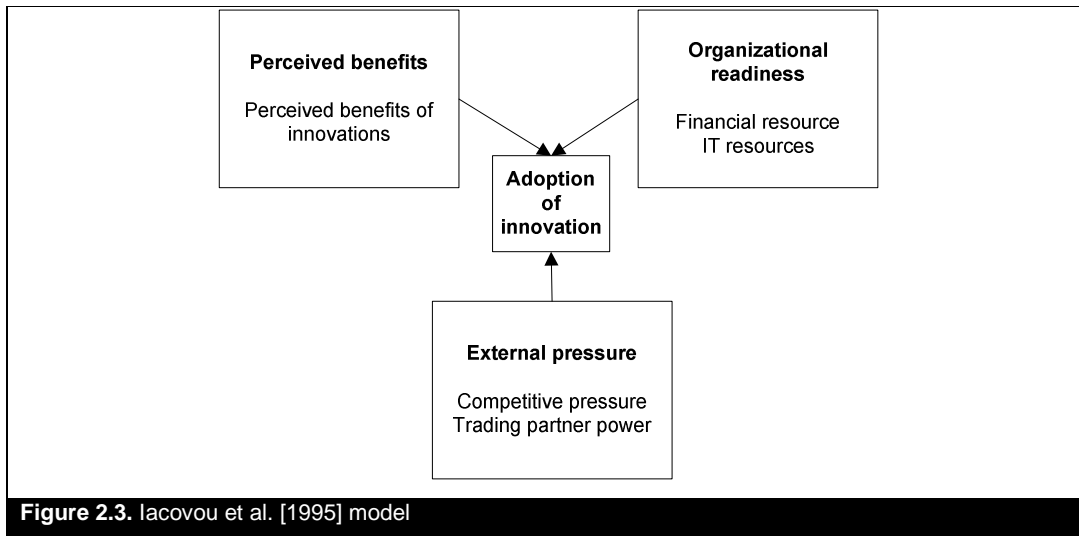 Perceived benefits
Perceived benefits of
innovations
Organizational
readiness
Financial resource
IT resources
Adoption
of
innovation
External pressure
Competitive pressure
Trading partner power
Figure 2.3. Iacovou et al. [1995] model